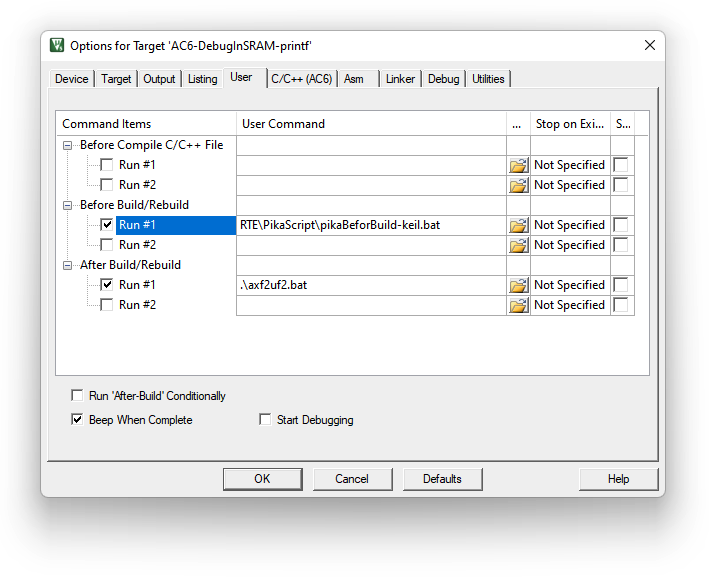 Options for Target 'AC6-DebugInSRAM-printf'
Device Target Output Listing User C/C++ (AC6) Asm Linker Debug Utilities
Command Items User Command ... Stop on Exi... S...
Before Compile C/C++ File
Run #1 Not Specified
Run #2 Not Specified
Before Build/Rebuild
Run #1 RTE\PikaScript\pikaBeforBuild-keil.bat Not Specified
Run #2 Not Specified
After Build/Rebuild
Run #1 .\axf2uf2.bat Not Specified
Run #2 Not Specified
Run 'After-Build' Conditionally
Beep When Complete Start Debugging
OK Cancel Defaults Help